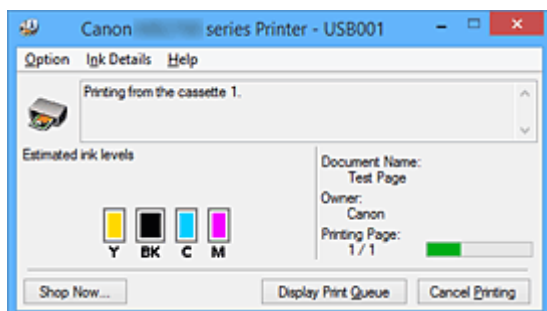 Canon series Printer - USB001
Option Ink Details Help
Printing from the cassette 1.
Estimated ink levels
Y BK C M
Document Name:
Test Page
Owner:
Canon
Printing Page:
1 / 1
Shop Now... Display Print Queue Cancel Printing